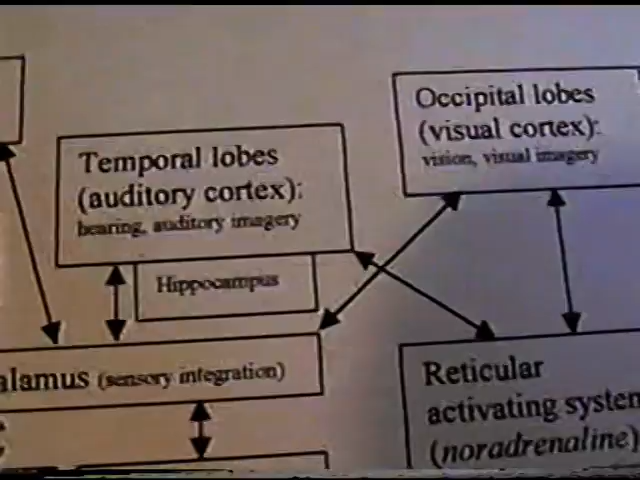 Occipital lobes
(visual cortex):
vision, visual imagery
Temporal lobes
(auditory cortex):
hearing, auditory imagery
Hippocampus
alamus (sensory integration)
Reticular
activating system
(noradrenaline)